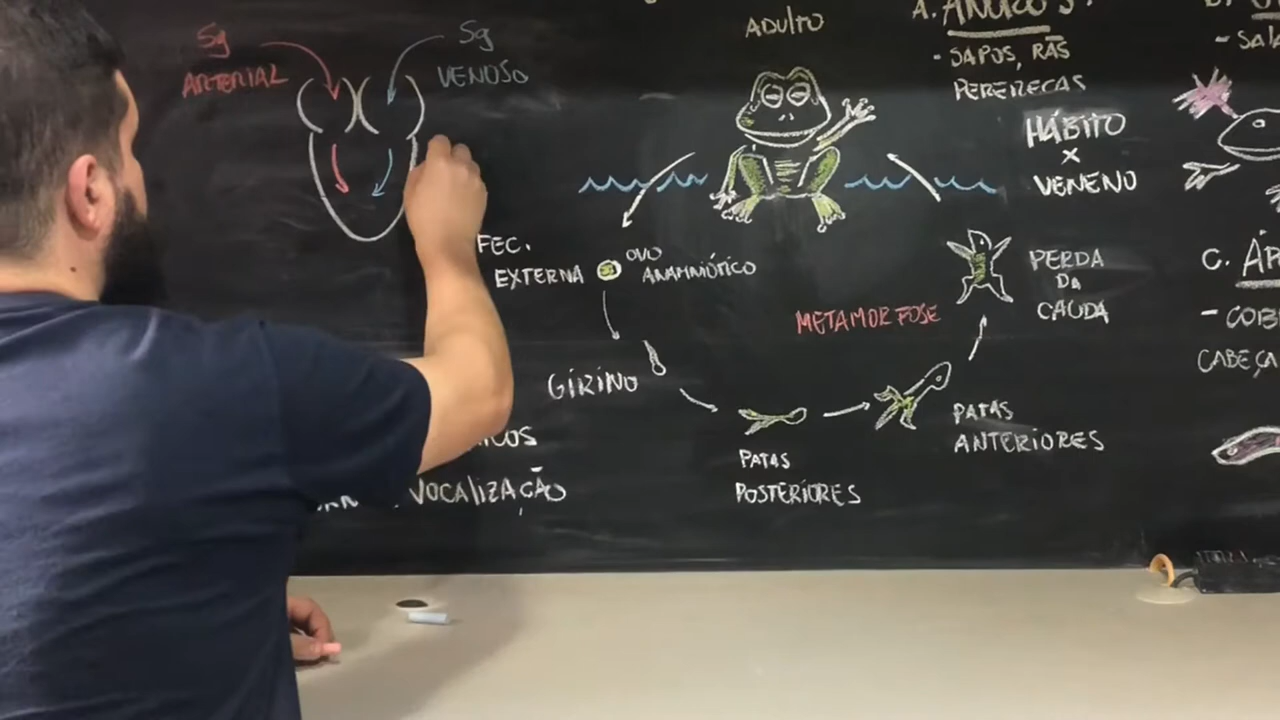 Sg
ARTERIAL
Sg
VENOSO
ADULTO
A. ANUROS:
- SAPOS, RÃS
PERERECAS
HÁBITO
x
VENENO
FEC.
EXTERNA
OVO
ANAMNIÓTICO
GIRINO
PATAS
POSTERIORES
PATAS
ANTERIORES
METAMORFOSE
PERDA
DA
CAUDA
VOCALIZAÇÃO
C.
CABEÇA